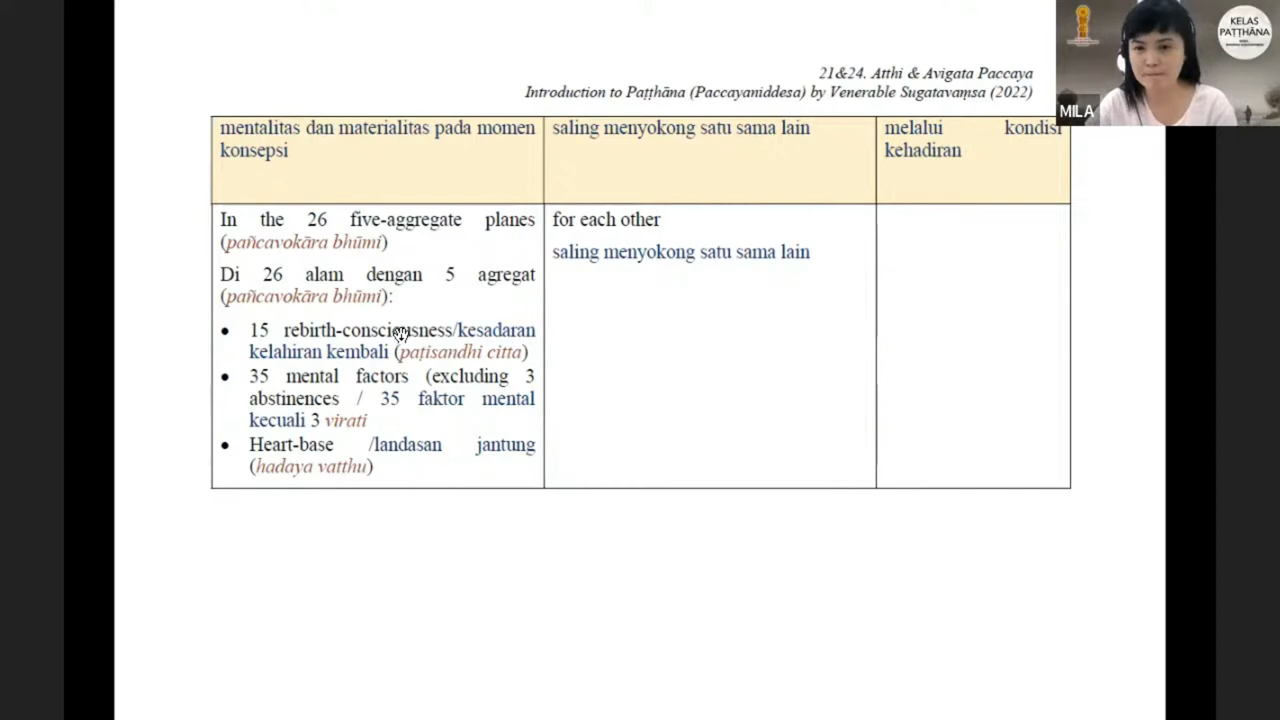 KELAS
PAṬṬHĀNA
MILA
21&24. Atthi & Avigata Paccaya
Introduction to Paṭṭhāna (Paccayaniddesa) by Venerable Sugatavaṃsa (2022)
mentalitas dan materialitas pada momen
konsepsi
saling menyokong satu sama lain
melalui kondisi
kehadiran
In the 26 five-aggregate planes
(pañcavokāra bhūmi)
Di 26 alam dengan 5 agregat
(pañcavokāra bhūmi):
• 15 rebirth-consciousness/kesadaran
kelahiran kembali (paṭisandhi citta)
• 35 mental factors (excluding 3
abstinences / 35 faktor mental
kecuali 3 virati
• Heart-base /landasan jantung
(hadaya vatthu)
for each other
saling menyokong satu sama lain